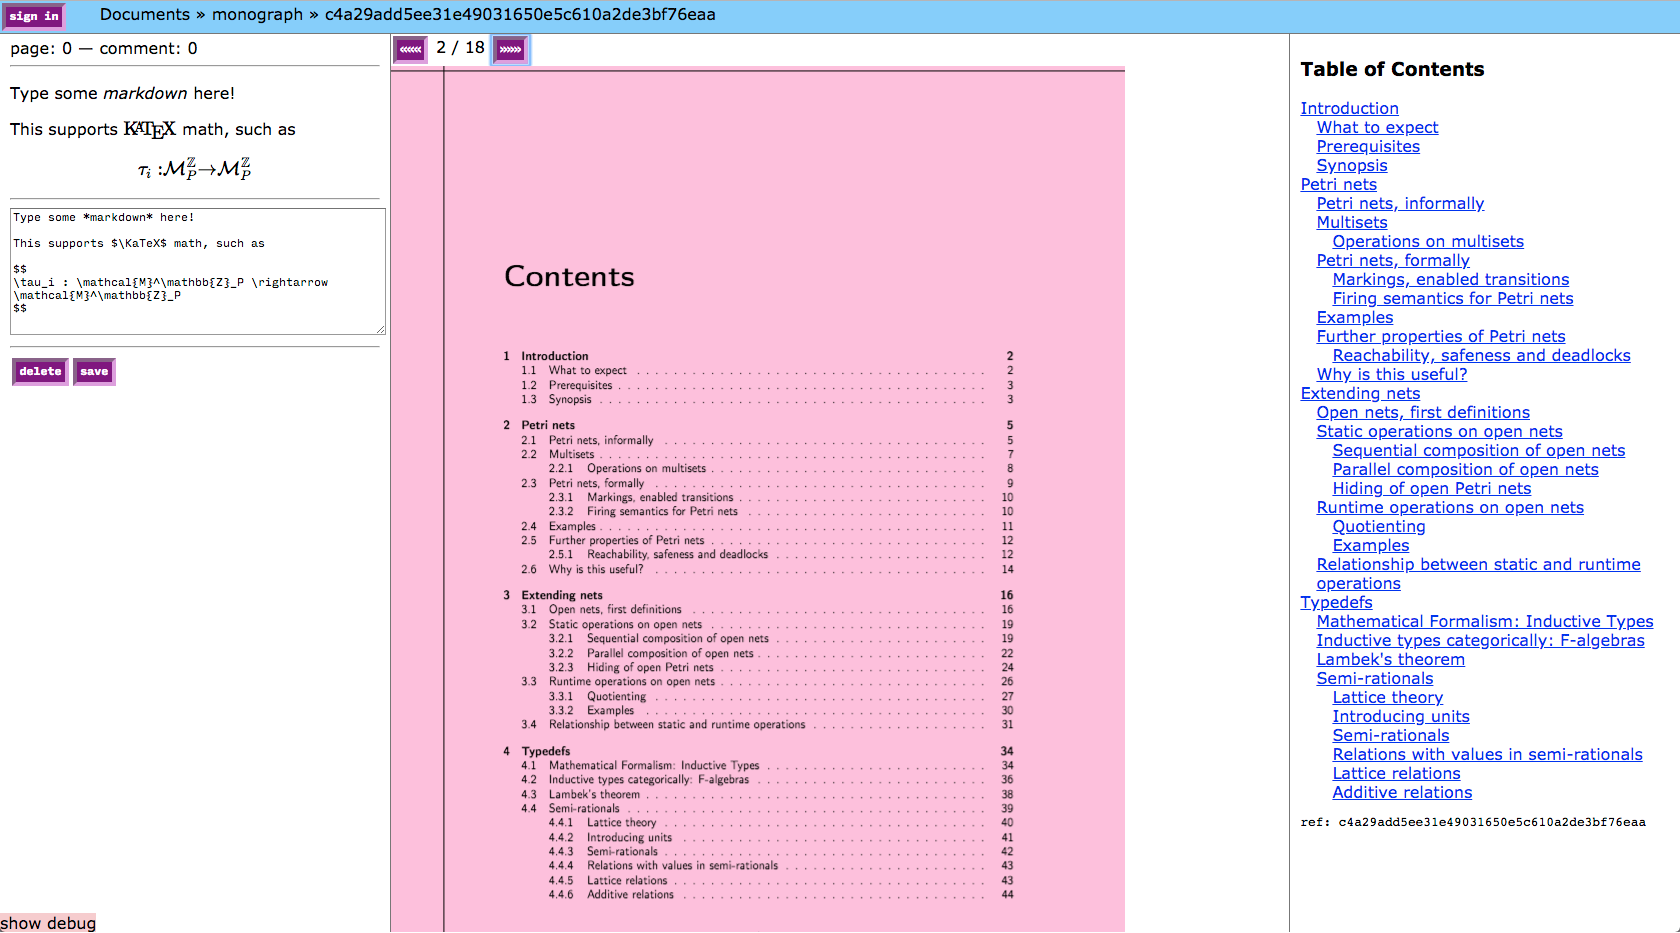 sign in
Documents » monograph » c4a29add5ee31e49031650e5c610a2de3bf76eaa
page: 0 — comment: 0
Type some markdown here!
This supports KATEX math, such as
τi :ℳℤP→ℳℤP
Type some *markdown* here!
This supports $\KaTeX$ math, such as
$$
\tau_i : \mathcal{M}^\mathbb{Z}_P \rightarrow
\mathcal{M}^\mathbb{Z}_P
$$
delete save
show debug
««« 2 / 18 »»»
Contents
1 Introduction 2
1.1 What to expect . . . . . . . . . . 2
1.2 Prerequisites . . . . . . . . . . 3
1.3 Synopsis . . . . . . . . . . 3
2 Petri nets 5
2.1 Petri nets, informally . . . . . . . . . . 5
2.2 Multisets . . . . . . . . . . 7
2.2.1 Operations on multisets . . . . . . . . . . 8
2.3 Petri nets, formally . . . . . . . . . . 9
2.3.1 Markings, enabled transitions . . . . . . . . . . 10
2.3.2 Firing semantics for Petri nets . . . . . . . . . . 10
2.4 Examples . . . . . . . . . . 11
2.5 Further properties of Petri nets . . . . . . . . . . 12
2.5.1 Reachability, safeness and deadlocks . . . . . . . . . . 12
2.6 Why is this useful? . . . . . . . . . . 14
3 Extending nets 16
3.1 Open nets, first definitions . . . . . . . . . . 16
3.2 Static operations on open nets . . . . . . . . . . 19
3.2.1 Sequential composition of open nets . . . . . . . . . . 19
3.2.2 Parallel composition of open nets . . . . . . . . . . 22
3.2.3 Hiding of open Petri nets . . . . . . . . . . 24
3.3 Runtime operations on open nets . . . . . . . . . . 26
3.3.1 Quotienting . . . . . . . . . . 27
3.3.2 Examples . . . . . . . . . . 30
3.4 Relationship between static and runtime operations . . . . . . . . . . 31
4 Typedefs 34
4.1 Mathematical Formalism: Inductive Types . . . . . . . . . . 34
4.2 Inductive types categorically: F-algebras . . . . . . . . . . 36
4.3 Lambek's theorem . . . . . . . . . . 38
4.4 Semi-rationals . . . . . . . . . . 39
4.4.1 Lattice theory . . . . . . . . . . 40
4.4.2 Introducing units . . . . . . . . . . 41
4.4.3 Semi-rationals . . . . . . . . . . 42
4.4.4 Relations with values in semi-rationals . . . . . . . . . . 43
4.4.5 Lattice relations . . . . . . . . . . 43
4.4.6 Additive relations . . . . . . . . . . 44
Table of Contents
Introduction
What to expect
Prerequisites
Synopsis
Petri nets
Petri nets, informally
Multisets
Operations on multisets
Petri nets, formally
Markings, enabled transitions
Firing semantics for Petri nets
Examples
Further properties of Petri nets
Reachability, safeness and deadlocks
Why is this useful?
Extending nets
Open nets, first definitions
Static operations on open nets
Sequential composition of open nets
Parallel composition of open nets
Hiding of open Petri nets
Runtime operations on open nets
Quotienting
Examples
Relationship between static and runtime
operations
Typedefs
Mathematical Formalism: Inductive Types
Inductive types categorically: F-algebras
Lambek's theorem
Semi-rationals
Lattice theory
Introducing units
Semi-rationals
Relations with values in semi-rationals
Lattice relations
Additive relations
ref: c4a29add5ee31e49031650e5c610a2de3bf76eaa